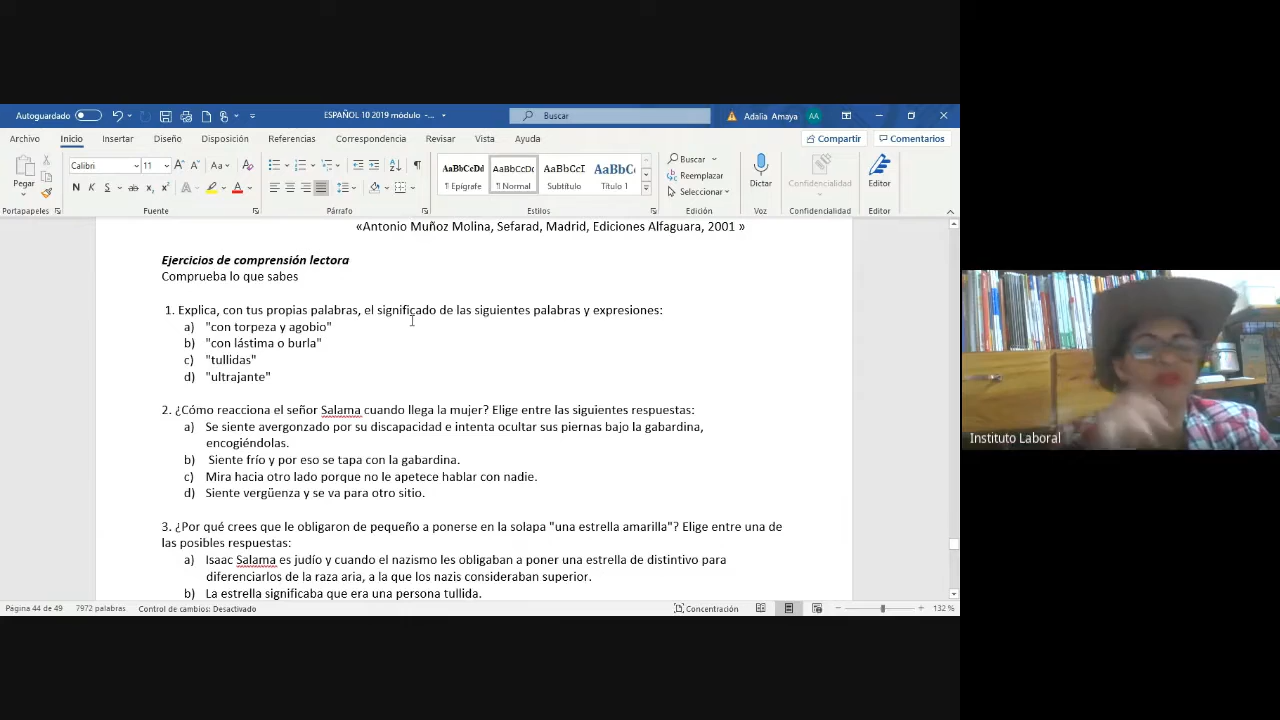 Autoguardado
ESPAÑOL 10 2019 módulo -...
Buscar
Adalia Amaya
AA
Archivo Inicio Insertar Diseño Disposición Referencias Correspondencia Revisar Vista Ayuda
Compartir Comentarios
Pegar
Calibri 11
N K S
AaBbCcDd AaBbCcDc AaBbCcI AaBbC
¶ Epígrafe ¶ Normal Subtítulo Título 1
Buscar
Reemplazar
Seleccionar
Dictar
Confidencialidad
Editor
Portapapeles Fuente Párrafo Estilos Edición Voz Confidencialidad Editor
«Antonio Muñoz Molina, Sefarad, Madrid, Ediciones Alfaguara, 2001 »
Ejercicios de comprensión lectora
Comprueba lo que sabes
1. Explica, con tus propias palabras, el significado de las siguientes palabras y expresiones:
a) "con torpeza y agobio"
b) "con lástima o burla"
c) "tullidas"
d) "ultrajante"
2. ¿Cómo reacciona el señor Salama cuando llega la mujer? Elige entre las siguientes respuestas:
a) Se siente avergonzado por su discapacidad e intenta ocultar sus piernas bajo la gabardina,
encogiéndolas.
b) Siente frío y por eso se tapa con la gabardina.
c) Mira hacia otro lado porque no le apetece hablar con nadie.
d) Siente vergüenza y se va para otro sitio.
3. ¿Por qué crees que le obligaron de pequeño a ponerse en la solapa "una estrella amarilla"? Elige entre una de
las posibles respuestas:
a) Isaac Salama es judío y cuando el nazismo les obligaban a poner una estrella de distintivo para
diferenciarlos de la raza aria, a la que los nazis consideraban superior.
b) La estrella significaba que era una persona tullida.
Página 44 de 49 7972 palabras Control de cambios: Desactivado
Concentración
132 %
Instituto Laboral